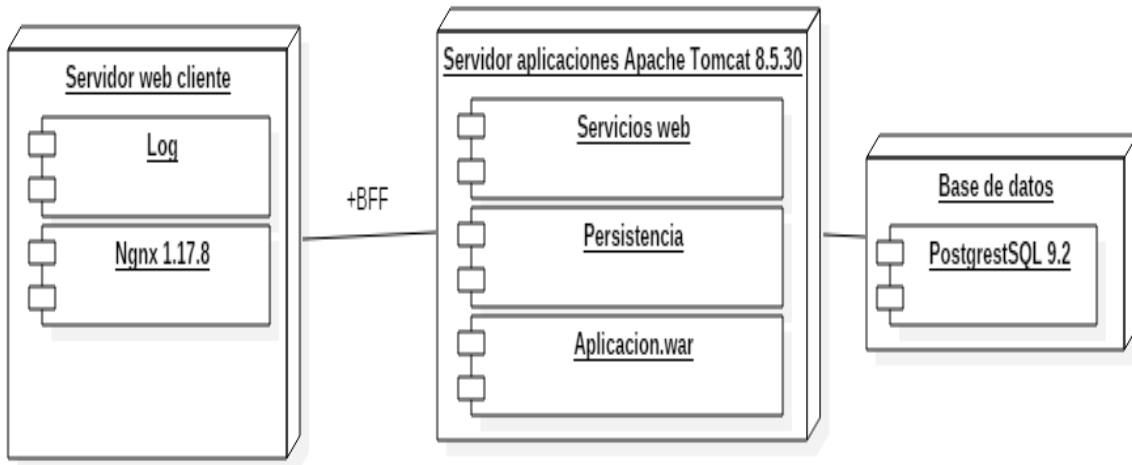 Servidor web cliente
Log
Ngnx 1.17.8
+BFF
Servidor aplicaciones Apache Tomcat 8.5.30
Servicios web
Persistencia
Aplicacion.war
Base de datos
PostgrestSQL 9.2